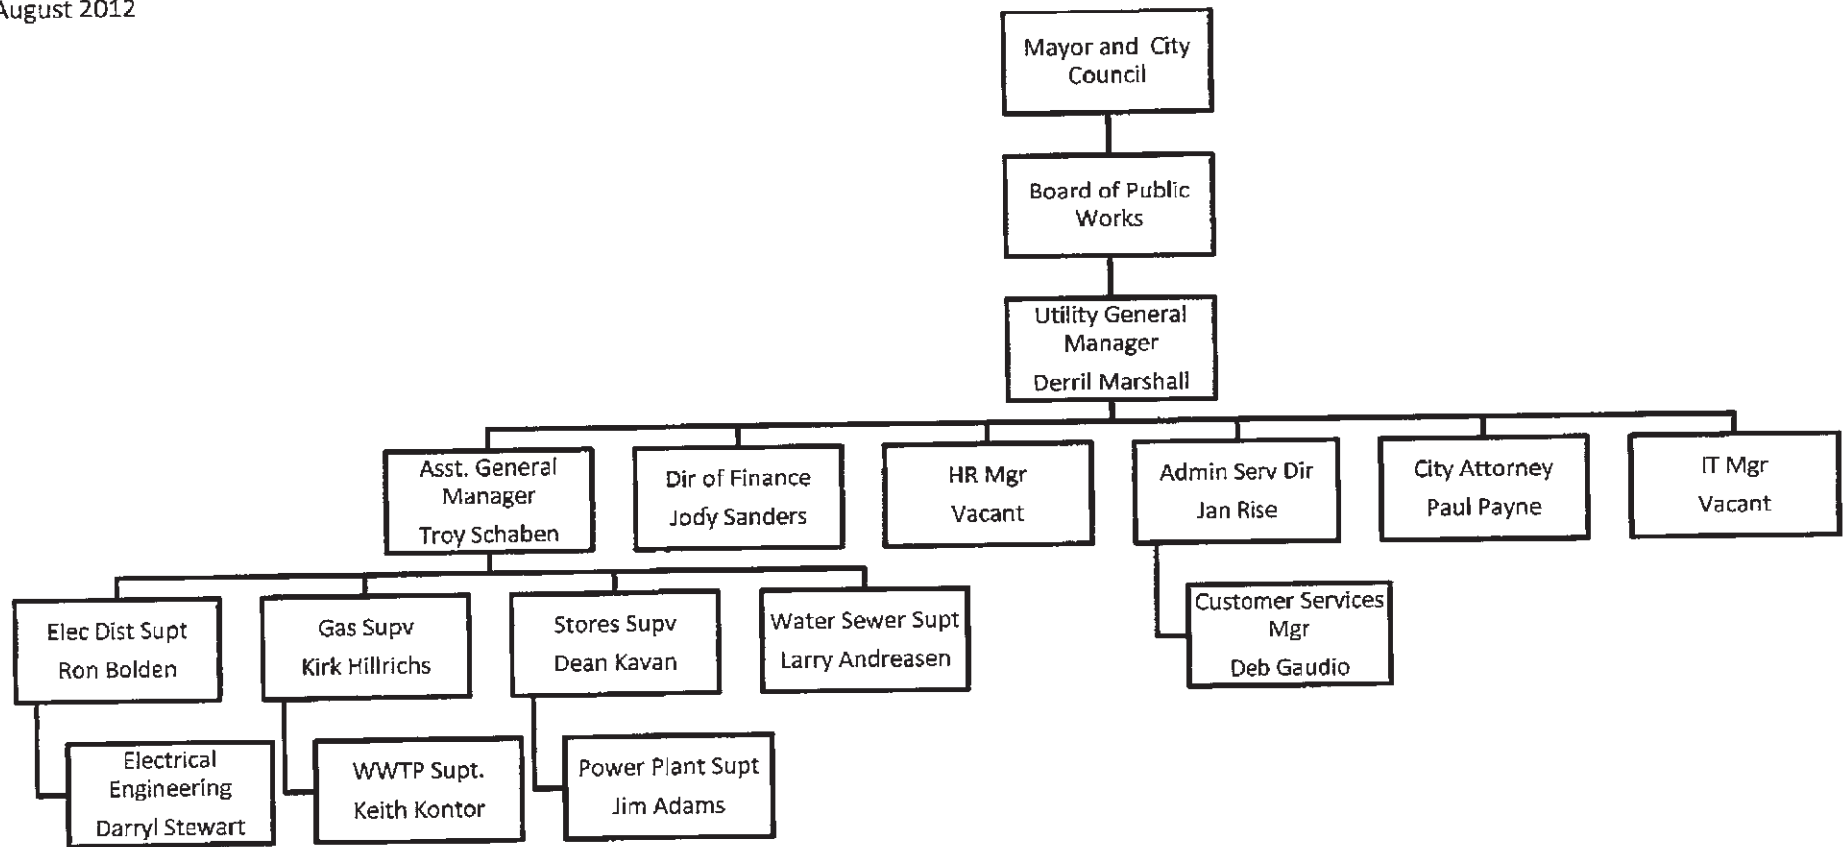 August 2012
Mayor and City
Council
Board of Public
Works
Utility General
Manager
Derril Marshall
Asst. General
Manager
Troy Schaben
Dir of Finance
Jody Sanders
HR Mgr
Vacant
Admin Serv Dir
Jan Rise
City Attorney
Paul Payne
IT Mgr
Vacant
Elec Dist Supt
Ron Bolden
Gas Supv
Kirk Hillrichs
Stores Supv
Dean Kavan
Water Sewer Supt
Larry Andreasen
Customer Services
Mgr
Deb Gaudio
Electrical
Engineering
Darryl Stewart
WWTP Supt.
Keith Kontor
Power Plant Supt
Jim Adams